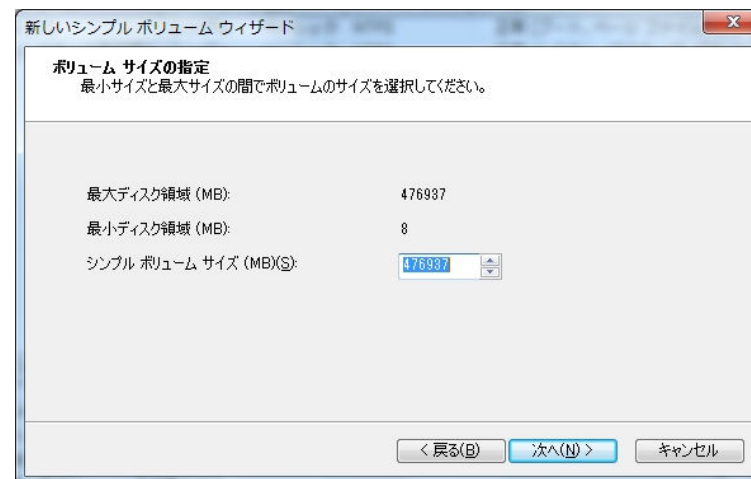 新しいシンプル ボリューム ウィザード
ボリューム サイズの指定
最小サイズと最大サイズの間でボリュームのサイズを選択してください。
最大ディスク領域 (MB): 476937
最小ディスク領域 (MB): 8
シンプル ボリューム サイズ (MB)(S): 476937
< 戻る(B) 次へ(N) > キャンセル